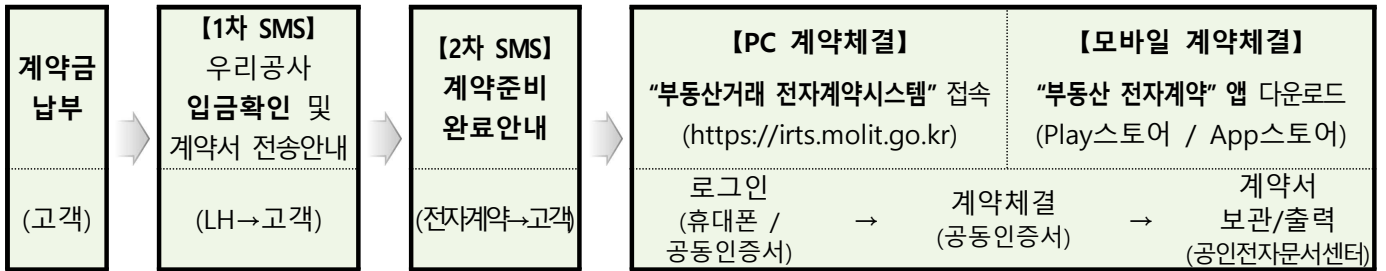 계약금
납부
(고객)
【1차 SMS】
우리공사
입금확인 및
계약서 전송안내
(LH→고객)
【2차 SMS】
계약준비
완료안내
(전자계약→고객)
【PC 계약체결】
“부동산거래 전자계약시스템” 접속
(https://irts.molit.go.kr)
【모바일 계약체결】
“부동산 전자계약” 앱 다운로드
(Play스토어 / App스토어)
로그인
(휴대폰 /
공동인증서)
→
계약체결
(공동인증서)
→
계약서
보관/출력
(공인전자문서센터)